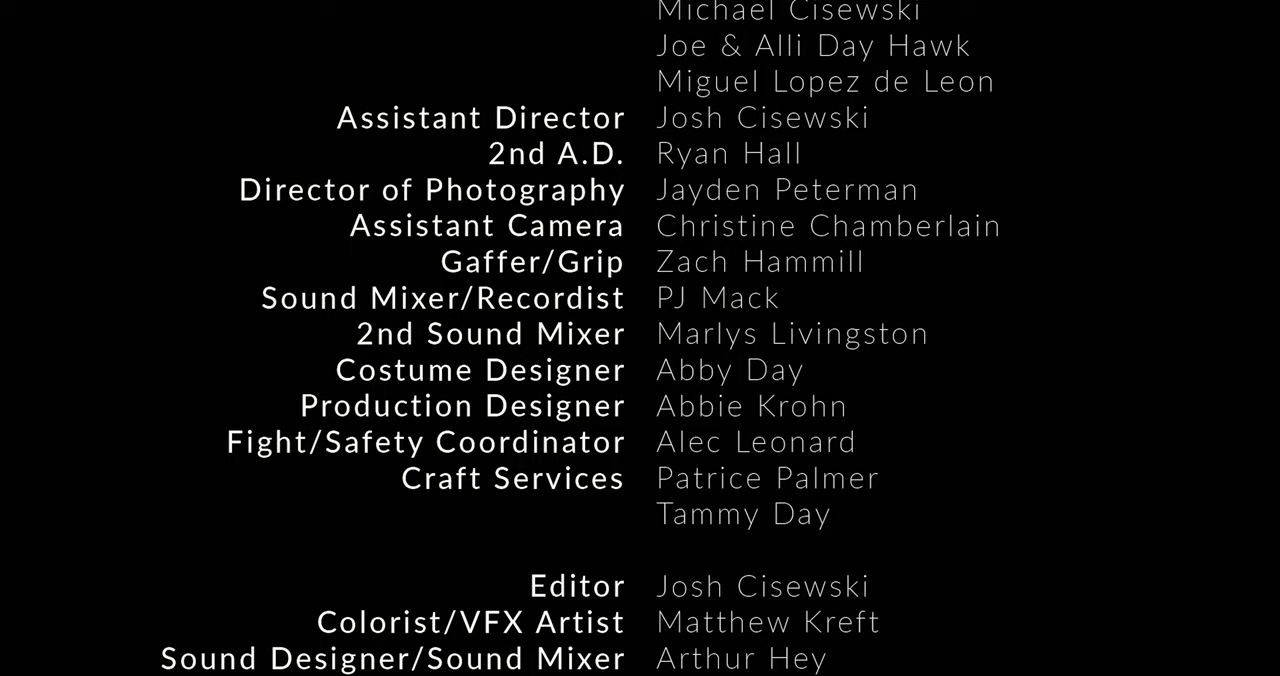 Michael Cisewski
Joe & Alli Day Hawk
Miguel Lopez de Leon
Assistant Director Josh Cisewski
2nd A.D. Ryan Hall
Director of Photography Jayden Peterman
Assistant Camera Christine Chamberlain
Gaffer/Grip Zach Hammill
Sound Mixer/Recordist PJ Mack
2nd Sound Mixer Marlys Livingston
Costume Designer Abby Day
Production Designer Abbie Krohn
Fight/Safety Coordinator Alec Leonard
Craft Services Patrice Palmer
Tammy Day
Editor Josh Cisewski
Colorist/VFX Artist Matthew Kreft
Sound Designer/Sound Mixer Arthur Hey